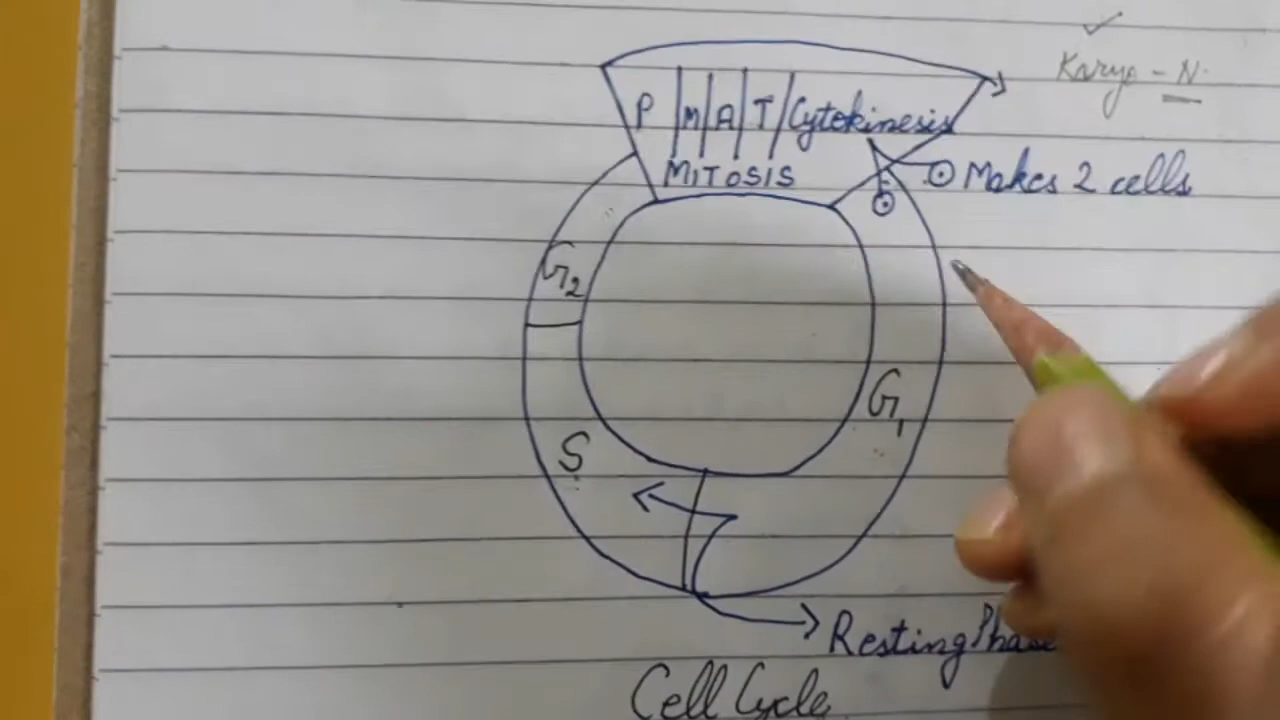 Karyo - N.
P M A T Cytokinesis
MITOSIS
Makes 2 cells
G2
G1
S
Resting Phase
Cell Cycle